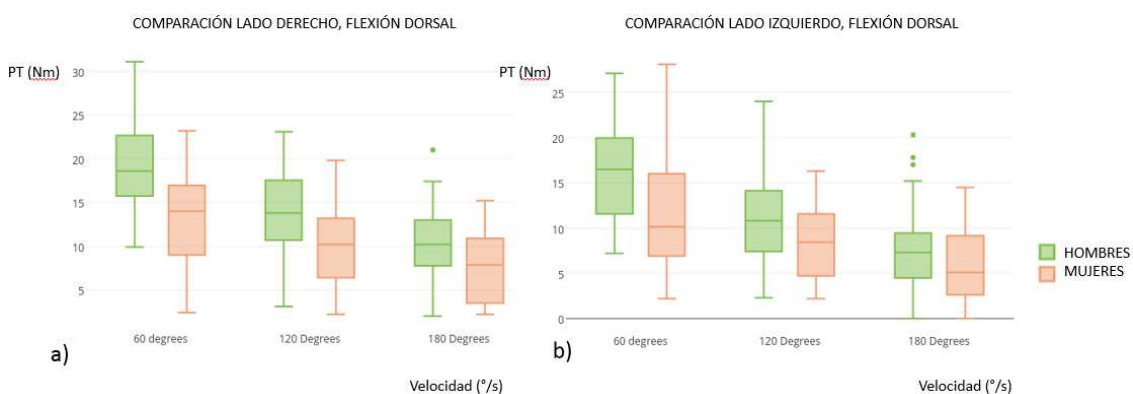 COMPARACIÓN LADO DERECHO, FLEXIÓN DORSAL
PT (Nm)
30
25
20
15
10
5
60 degrees
120 Degrees
180 Degrees
a)
Velocidad (°/s)
COMPARACIÓN LADO IZQUIERDO, FLEXIÓN DORSAL
PT (Nm)
25
20
15
10
5
0
60 degrees
120 Degrees
180 Degrees
b)
Velocidad (°/s)
HOMBRES
MUJERES